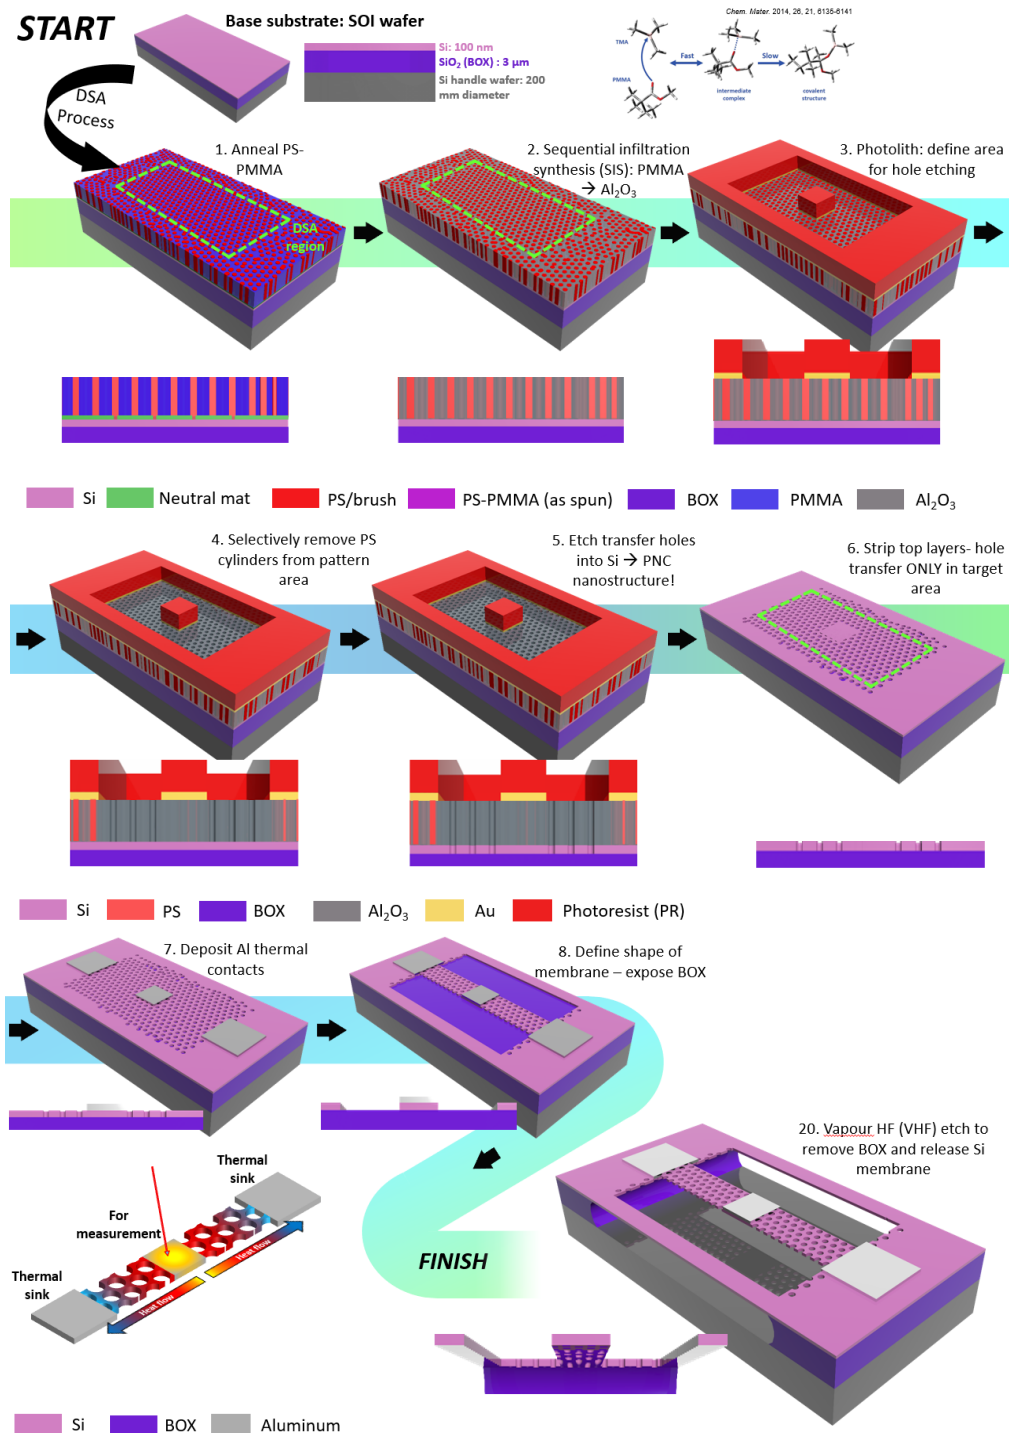 START
Base substrate: SOI wafer
Si: 100 nm
SiO₂ (BOX) : 3 µm
Si handle wafer: 200
mm diameter
Chem. Mater. 2014, 26, 21, 6135-6141
TMA
PMMA
Fast
Slow
intermediate
complex
covalent
structure
DSA
Process
1. Anneal PS-
PMMA
DSA
region
2. Sequential infiltration
synthesis (SIS): PMMA
→ Al₂O₃
3. Photolith: define area
for hole etching
Si
Neutral mat
PS/brush
PS-PMMA (as spun)
BOX
PMMA
Al₂O₃
4. Selectively remove PS
cylinders from pattern
area
5. Etch transfer holes
into Si → PNC
nanostructure!
6. Strip top layers- hole
transfer ONLY in target
area
Si
PS
BOX
Al₂O₃
Au
Photoresist (PR)
7. Deposit Al thermal
contacts
8. Define shape of
membrane – expose BOX
20. Vapour HF (VHF) etch to
remove BOX and release Si
membrane
Thermal
sink
For
measurement
Heat flow
Thermal
sink
Heat flow
FINISH
Si
BOX
Aluminum